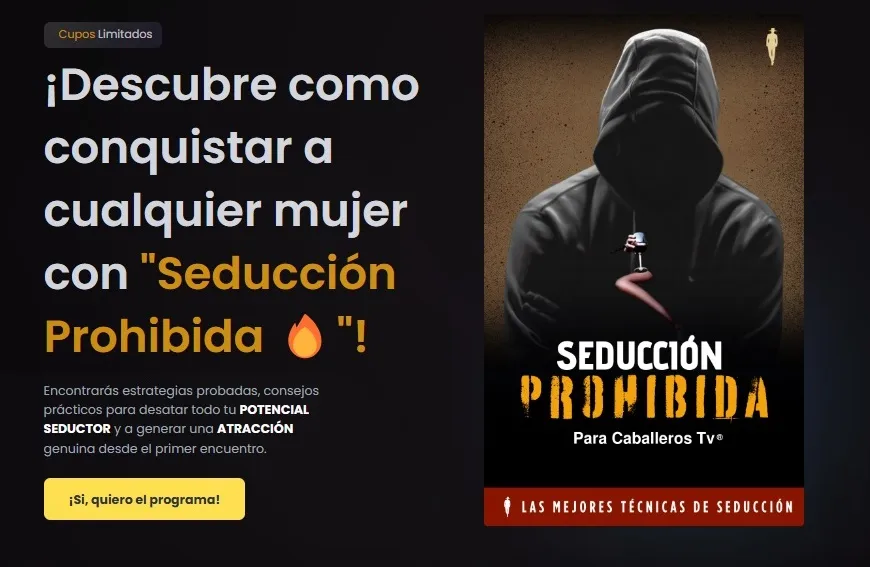 Cupos Limitados
¡Descubre como
conquistar a
cualquier mujer
con "Seducción
Prohibida 🔥"!
Encontrarás estrategias probadas, consejos
prácticos para desatar todo tu POTENCIAL
SEDUCTOR y a generar una ATRACCIÓN
genuina desde el primer encuentro.
¡Si, quiero el programa!
SEDUCCIÓN
PROHIBIDA
Para Caballeros Tv®
LAS MEJORES TÉCNICAS DE SEDUCCIÓN